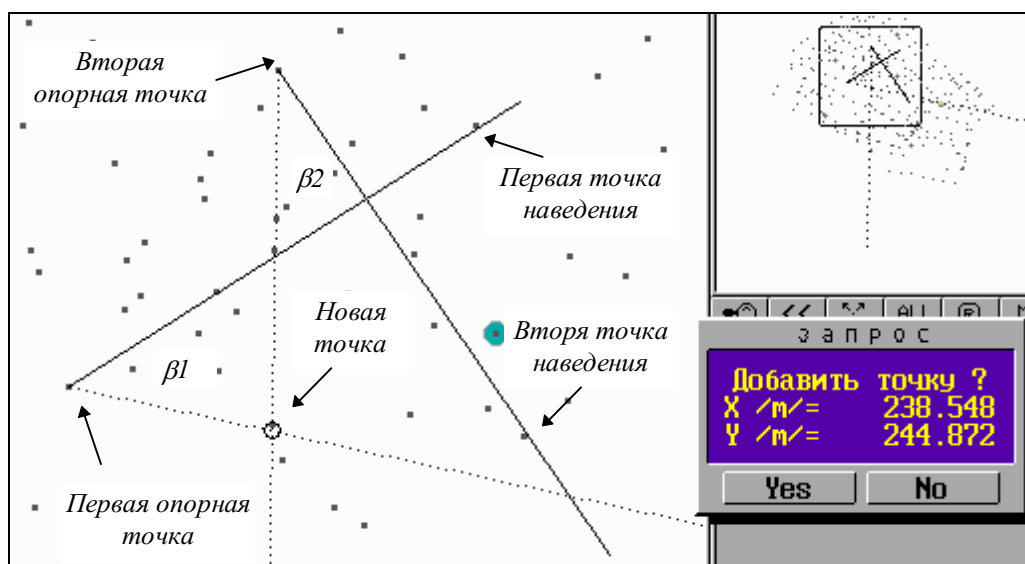 Вторая
опорная точка
β2
Первая точка
наведения
Новая
точка
Вторя точка
наведения
β1
Первая опорная
точка
<< ALL R
запрос
Добавить точку ?
X /m/= 238.548
Y /m/= 244.872
Yes No